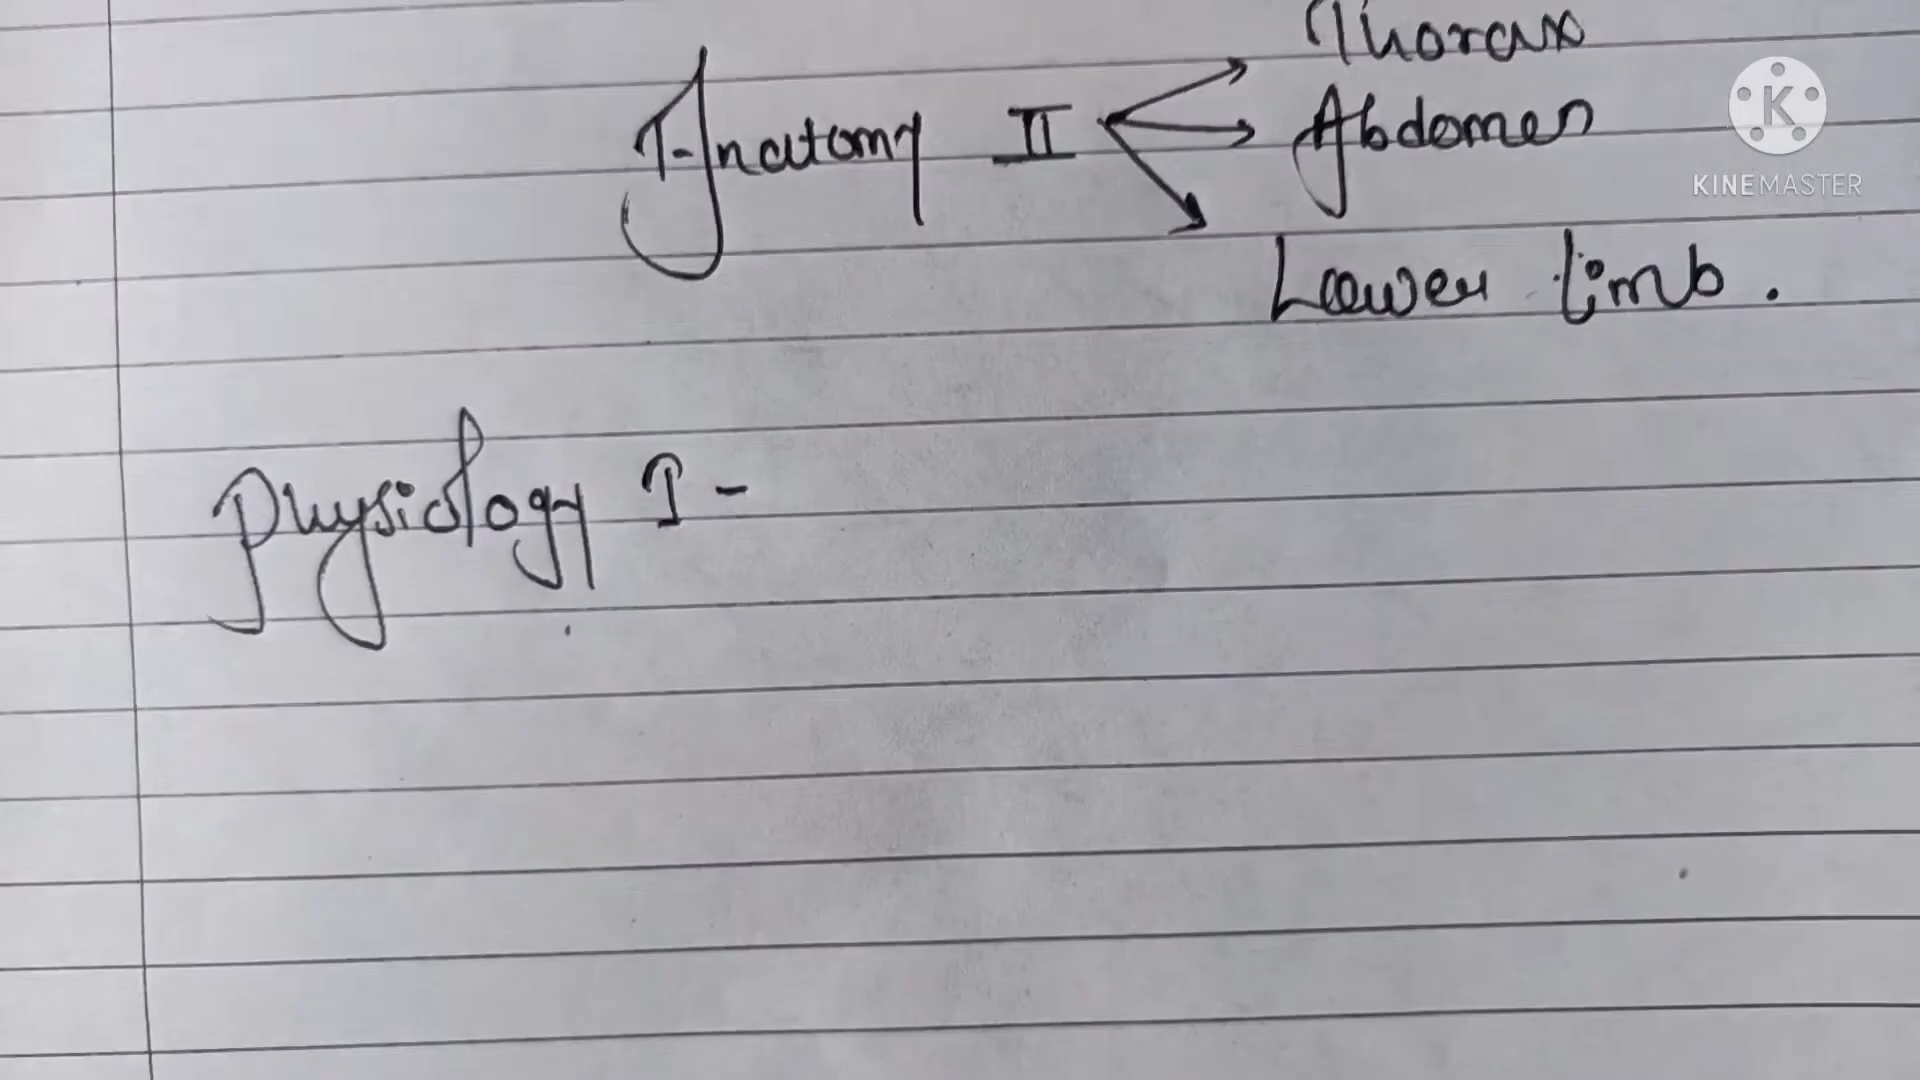 Thorax
Anatomy II Abdomen
Lower limb.
Physiology I -
KINEMASTER